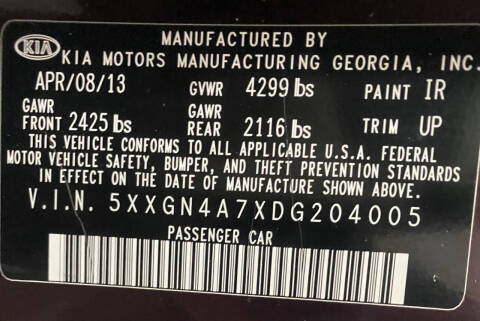 KIA
MANUFACTURED BY
KIA MOTORS MANUFACTURING GEORGIA, INC.
APR/08/13 GVWR 4299 lbs PAINT IR
GAWR GAWR
FRONT 2425 lbs REAR 2116 lbs TRIM UP
THIS VEHICLE CONFORMS TO ALL APPLICABLE U.S.A. FEDERAL
MOTOR VEHICLE SAFETY, BUMPER, AND THEFT PREVENTION STANDARDS
IN EFFECT ON THE DATE OF MANUFACTURE SHOWN ABOVE.
V.I.N. 5XXGN4A7XDG204005
PASSENGER CAR